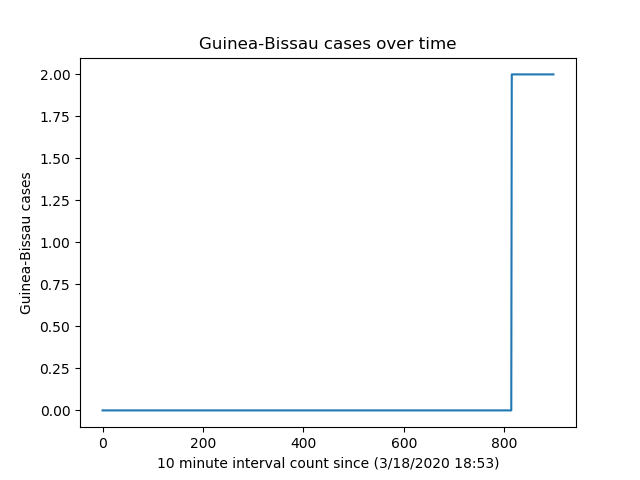 Guinea-Bissau cases over time
2.00
1.75
1.50
1.25
1.00
0.75
0.50
0.25
0.00
Guinea-Bissau cases
0 200 400 600 800
10 minute interval count since (3/18/2020 18:53)